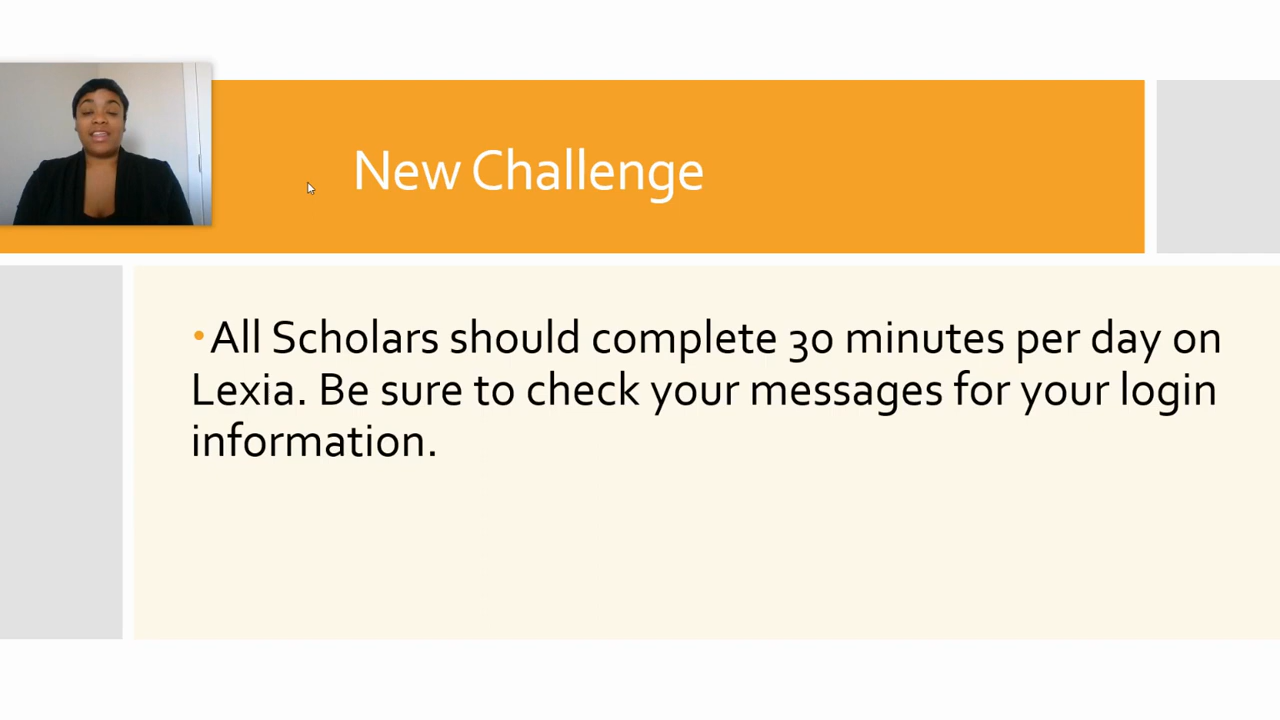 New Challenge
•All Scholars should complete 30 minutes per day on
Lexia. Be sure to check your messages for your login
information.